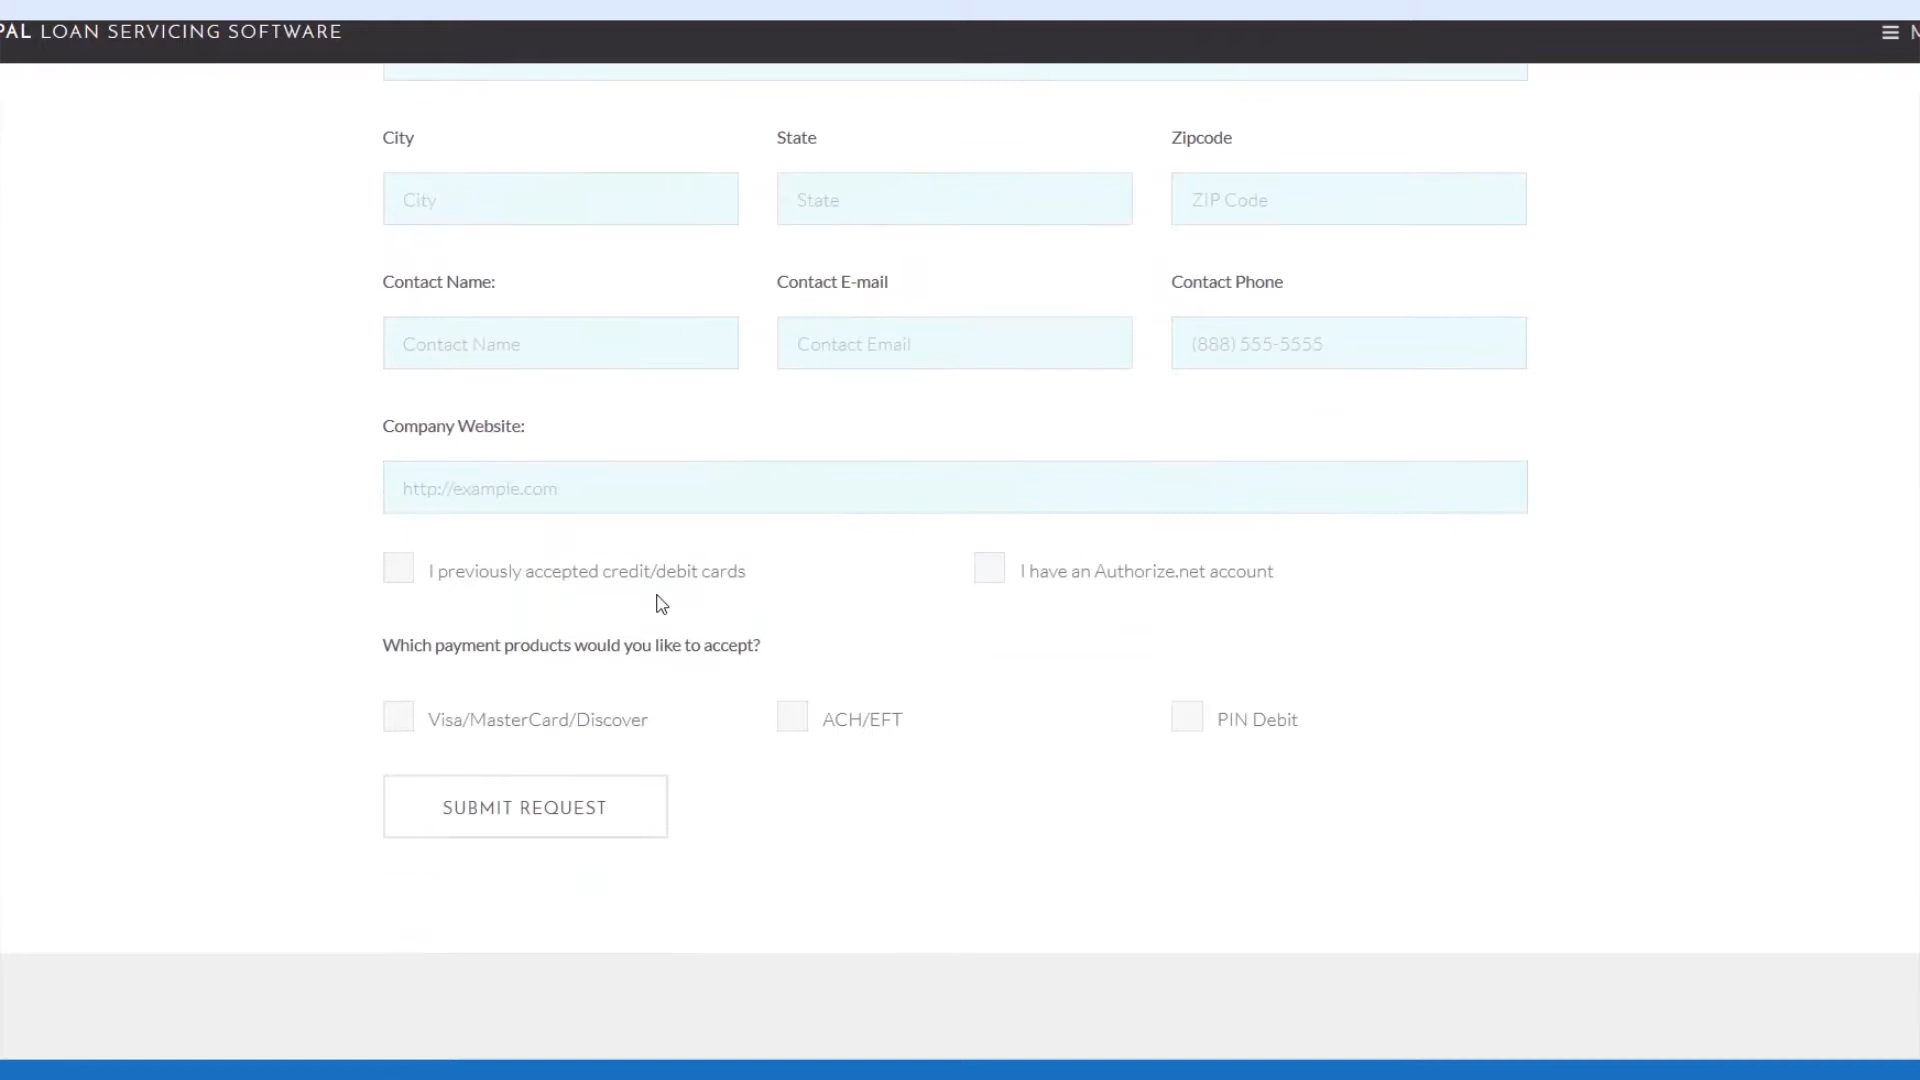 PAL LOAN SERVICING SOFTWARE
City State Zipcode
City State ZIP Code
Contact Name: Contact E-mail Contact Phone
Contact Name Contact Email (888) 555-5555
Company Website:
http://example.com
I previously accepted credit/debit cards I have an Authorize.net account
Which payment products would you like to accept?
Visa/MasterCard/Discover ACH/EFT PIN Debit
SUBMIT REQUEST